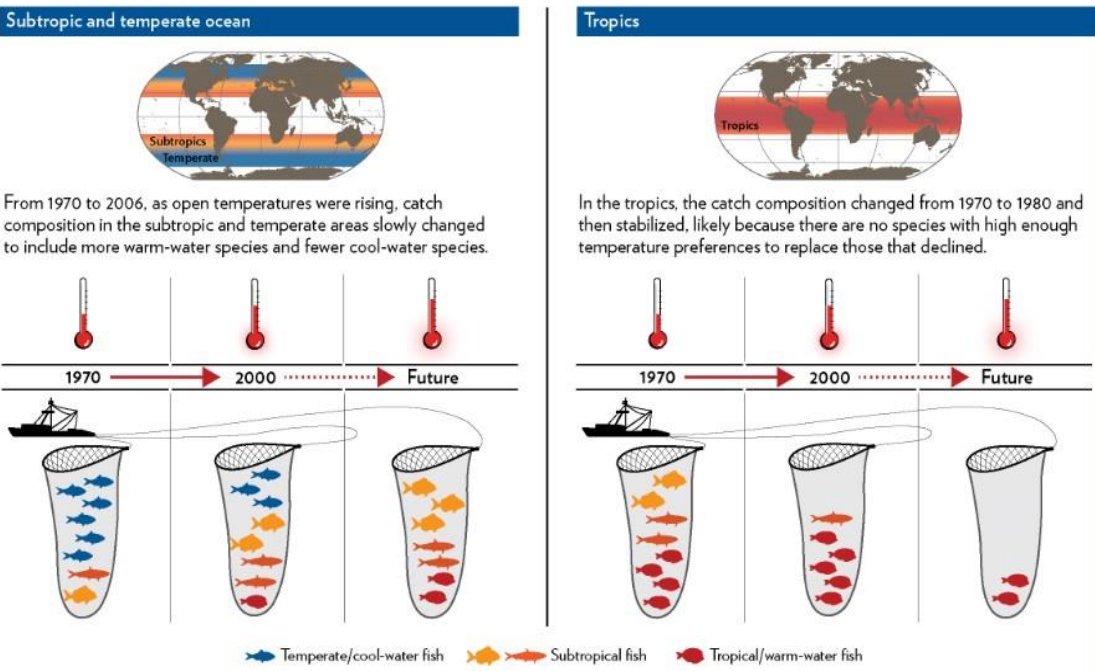 Subtropic and temperate ocean
Subtropics
Temperate
From 1970 to 2006, as open temperatures were rising, catch
composition in the subtropic and temperate areas slowly changed
to include more warm-water species and fewer cool-water species.
1970
2000
Future
Tropics
Tropics
In the tropics, the catch composition changed from 1970 to 1980 and
then stabilized, likely because there are no species with high enough
temperature preferences to replace those that declined.
1970
2000
Future
Temperate/cool-water fish
Subtropical fish
Tropical/warm-water fish